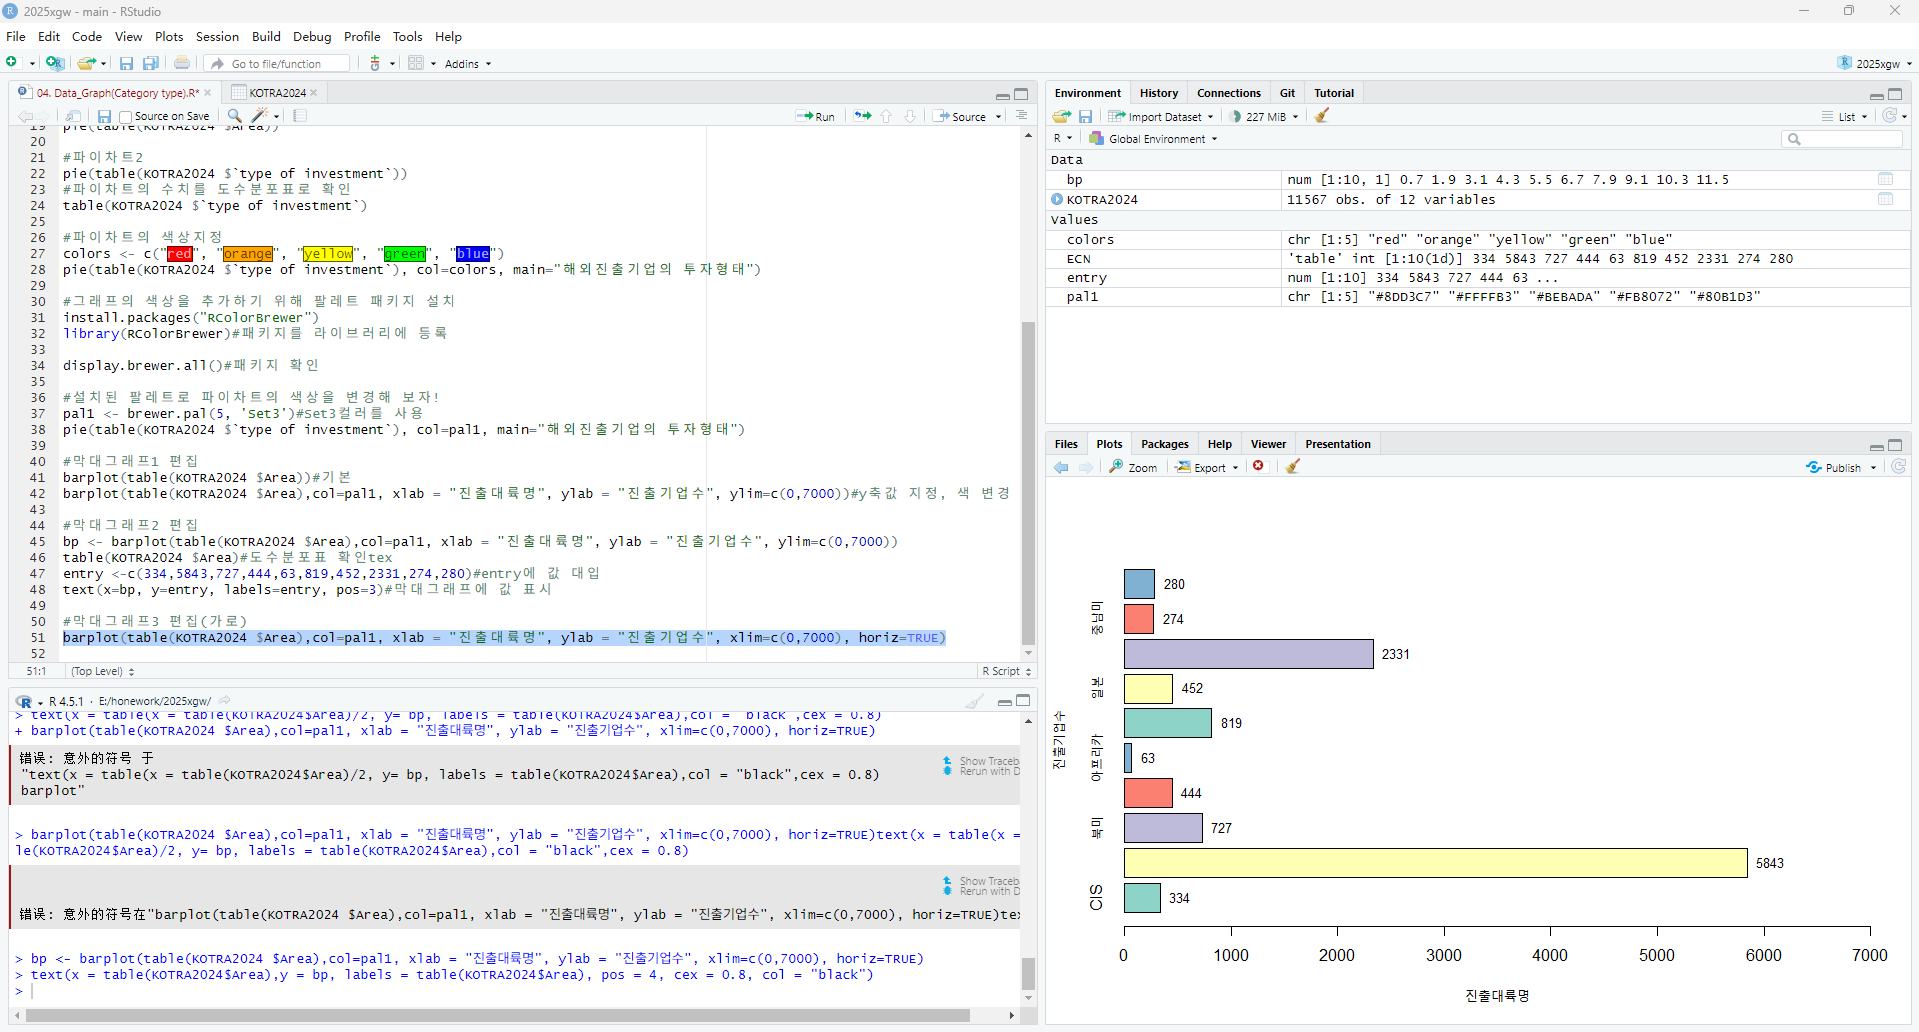 2025xgw - main - RStudio
File Edit Code View Plots Session Build Debug Profile Tools Help
Go to file/function Addins 2025xgw
04. Data_Graph(Category type).R* KOTRA2024
Source on Save Run Source
19 pie(table(KOTRA2024 $Area))
20
21 #파이차트2
22 pie(table(KOTRA2024 $`type of investment`))
23 #파이차트의 수치를 도수분포표로 확인
24 table(KOTRA2024 $`type of investment`)
25
26 #파이차트의 색상지정
27 colors <- c("red", "orange", "yellow", "green", "blue")
28 pie(table(KOTRA2024 $`type of investment`), col=colors, main="해외진출기업의 투자형태")
29
30 #그래프의 색상을 추가하기 위해 팔레트 패키지 설치
31 install.packages("RColorBrewer")
32 library(RColorBrewer)#패키지를 라이브러리에 등록
33
34 display.brewer.all()#패키지 확인
35
36 #설치된 팔레트로 파이차트의 색상을 변경해 보자!
37 pal1 <- brewer.pal(5, 'Set3')#Set3컬러를 사용
38 pie(table(KOTRA2024 $`type of investment`), col=pal1, main="해외진출기업의 투자형태")
39
40 #막대그래프1 편집
41 barplot(table(KOTRA2024 $Area))#기본
42 barplot(table(KOTRA2024 $Area),col=pal1, xlab = "진출대륙명", ylab = "진출기업수", ylim=c(0,7000))#y축값 지정, 색 변경
43
44 #막대그래프2 편집
45 bp <- barplot(table(KOTRA2024 $Area),col=pal1, xlab = "진출대륙명", ylab = "진출기업수", ylim=c(0,7000))
46 table(KOTRA2024 $Area)#도수분포표 확인tex
47 entry <-c(334,5843,727,444,63,819,452,2331,274,280)#entry에 값 대입
48 text(x=bp, y=entry, labels=entry, pos=3)#막대그래프에 값 표시
49
50 #막대그래프3 편집(가로)
51 barplot(table(KOTRA2024 $Area),col=pal1, xlab = "진출대륙명", ylab = "진출기업수", xlim=c(0,7000), horiz=TRUE)
52
51:1 (Top Level) R Script
R 4.5.1 · E:/honework/2025xgw/
> text(x = table(x = table(KOTRA2024$Area)/2, y= bp, labels = table(KOTRA2024$Area),col = "black",cex = 0.8)
+ barplot(table(KOTRA2024 $Area),col=pal1, xlab = "진출대륙명", ylab = "진출기업수", xlim=c(0,7000), horiz=TRUE)
错误: 意外的符号 于
"text(x = table(x = table(KOTRA2024$Area)/2, y= bp, labels = table(KOTRA2024$Area),col = "black",cex = 0.8)
barplot"
Show Traceb
Rerun with D
> barplot(table(KOTRA2024 $Area),col=pal1, xlab = "진출대륙명", ylab = "진출기업수", xlim=c(0,7000), horiz=TRUE)text(x = table(x =
le(KOTRA2024$Area)/2, y= bp, labels = table(KOTRA2024$Area),col = "black",cex = 0.8)
Show Traceb
Rerun with D
错误: 意外的符号在"barplot(table(KOTRA2024 $Area),col=pal1, xlab = "진출대륙명", ylab = "진출기업수", xlim=c(0,7000), horiz=TRUE)tex
> bp <- barplot(table(KOTRA2024 $Area),col=pal1, xlab = "진출대륙명", ylab = "진출기업수", xlim=c(0,7000), horiz=TRUE)
> text(x = table(KOTRA2024$Area),y = bp, labels = table(KOTRA2024$Area), pos = 4, cex = 0.8, col = "black")
>
Environment History Connections Git Tutorial
Import Dataset 227 MiB List
R Global Environment
Data
bp num [1:10, 1] 0.7 1.9 3.1 4.3 5.5 6.7 7.9 9.1 10.3 11.5
KOTRA2024 11567 obs. of 12 variables
Values
colors chr [1:5] "red" "orange" "yellow" "green" "blue"
ECN 'table' int [1:10(1d)] 334 5843 727 444 63 819 452 2331 274 280
entry num [1:10] 334 5843 727 444 63 ...
pal1 chr [1:5] "#8DD3C7" "#FFFFB3" "#BEBADA" "#FB8072" "#80B1D3"
Files Plots Packages Help Viewer Presentation
Zoom Export Publish
280
중남미
274
2331
일본
452
819
진출기업수
아프리카
63
444
북미
727
5843
CIS
334
0 1000 2000 3000 4000 5000 6000 7000
진출대륙명